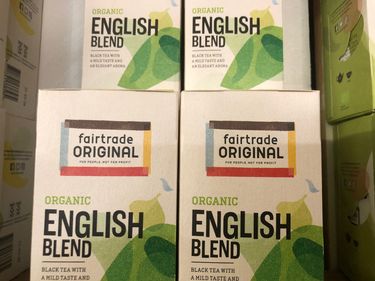 ORGANIC
ENGLISH
BLEND
BLACK TEA WITH
A MILD TASTE AND
AN ELEGANT AROMA
ORGANIC
ENGLISH
BLEND
BLACK TEA WITH
A MILD TASTE AND
AN ELEGANT AROMA
fairtrade
ORIGINAL
FOR PEOPLE, NOT FOR PROFIT
ORGANIC
ENGLISH
BLEND
BLACK TEA WITH
A MILD TASTE AND
fairtrade
ORIGINAL
FOR PEOPLE, NOT FOR PROFIT
ORGANIC
ENGLISH
BLEND
BLACK TEA WITH
A MILD TASTE AND